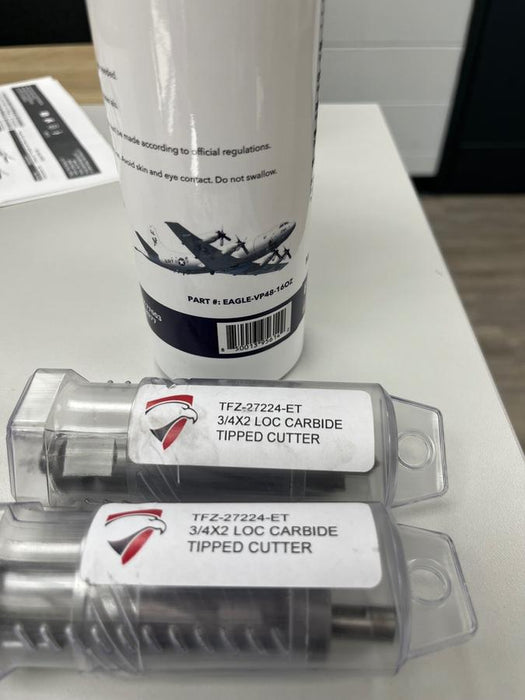 needed.
be made according to official regulations.
Avoid skin and eye contact. Do not swallow.
PART #: EAGLE-VP48-16OZ
TFZ-27224-ET
3/4X2 LOC CARBIDE
TIPPED CUTTER
TFZ-27224-ET
3/4X2 LOC CARBIDE
TIPPED CUTTER